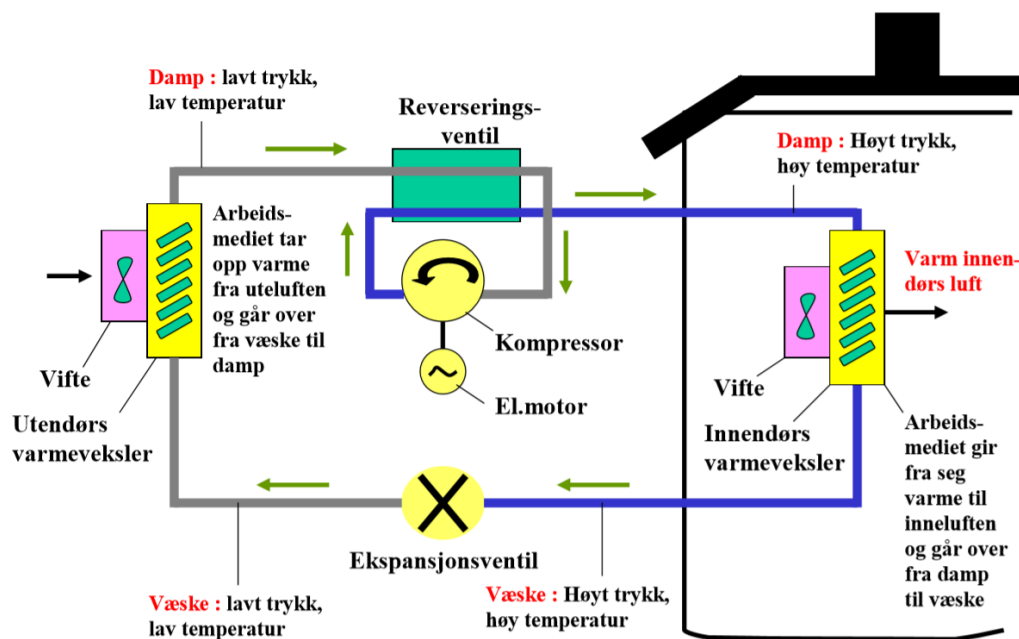 Damp : lavt trykk,
lav temperatur
Reverserings-
ventil
Damp : Høyt trykk,
høy temperatur
Arbeids-
mediet tar
opp varme
fra uteluften
og går over
fra væske til
damp
Varm innen-
dørs luft
Kompressor
Vifte
El.motor
Vifte
Utendørs
varmeveksler
Innendørs
varmeveksler
Arbeids-
mediet gir
fra seg
varme til
inneluften
og går over
fra damp
til væske
Ekspansjonsventil
Væske : lavt trykk,
lav temperatur
Væske : Høyt trykk,
høy temperatur